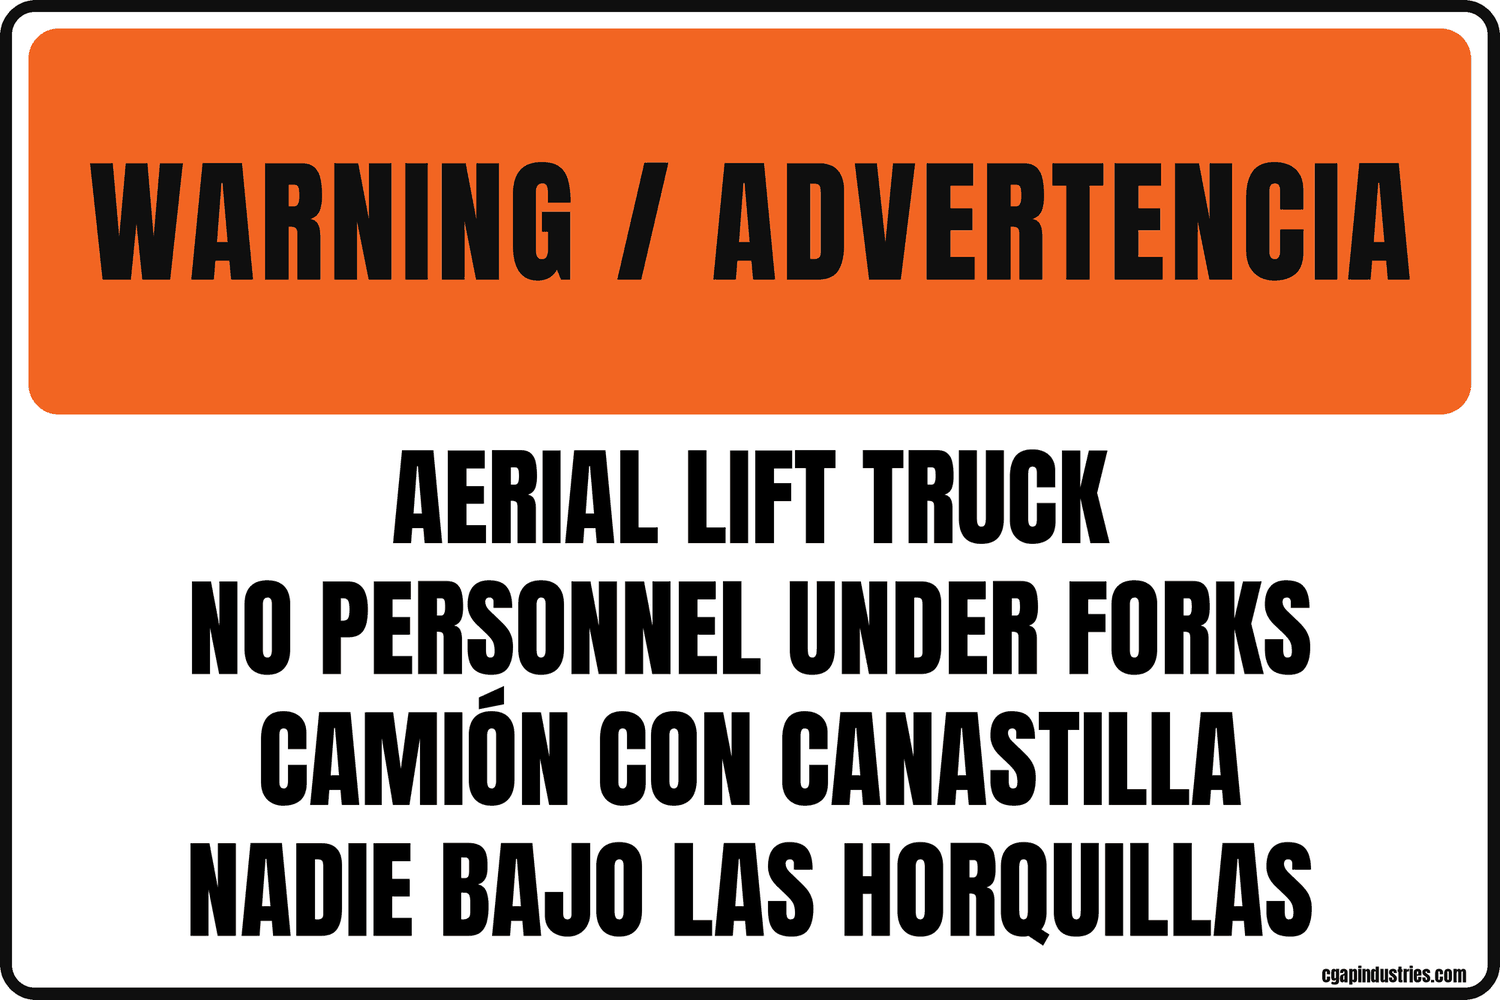 WARNING / ADVERTENCIA
AERIAL LIFT TRUCK
NO PERSONNEL UNDER FORKS
CAMIÓN CON CANASTILLA
NADIE BAJO LAS HORQUILLAS
cgapindustries.com